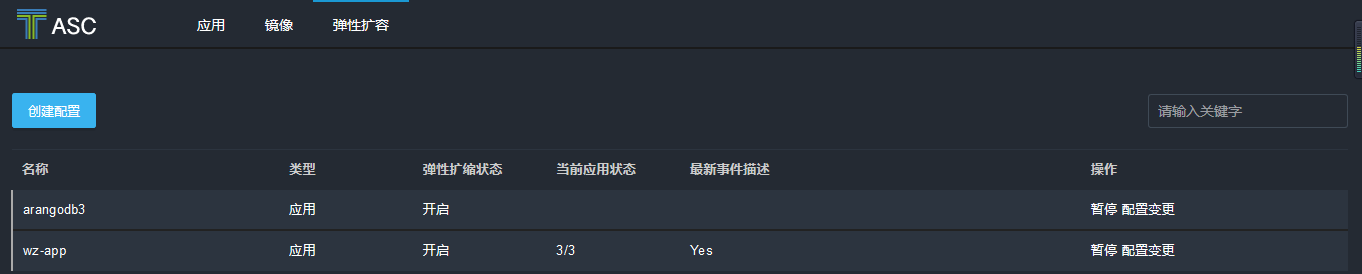 ASC 应用 镜像 弹性扩容
创建配置 请输入关键字
名称 类型 弹性扩缩状态 当前应用状态 最新事件描述 操作
arangodb3 应用 开启 暂停 配置变更
wz-app 应用 开启 3/3 Yes 暂停 配置变更